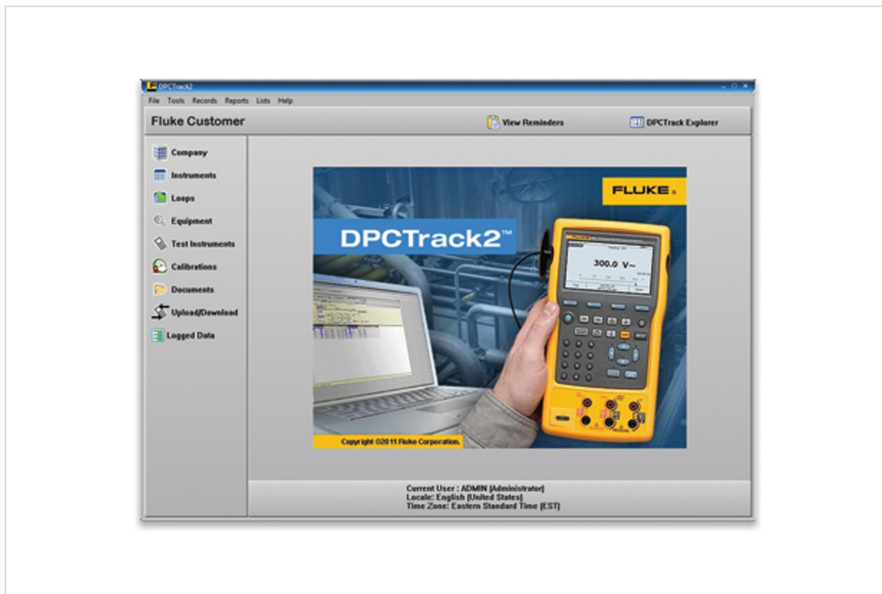 DPCTrack2
File Tools Records Reports Lists Help
Fluke Customer
View Reminders
DPCTrack Explorer
Company
Instruments
Loops
Equipment
Test Instruments
Calibrations
Documents
Upload/Download
Logged Data
FLUKE®
DPCTrack2™
300.0 V
Copyright ©2011 Fluke Corporation.
Current User : ADMIN [Administrator]
Locale: English [United States]
Time Zone: Eastern Standard Time [EST]